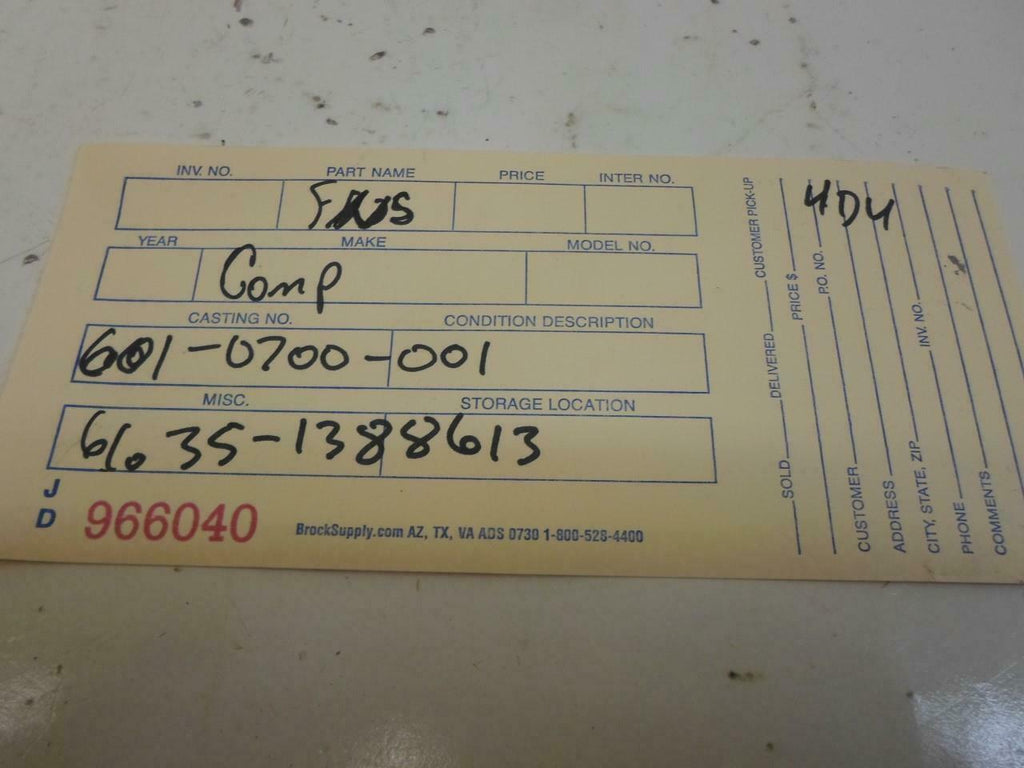 INV. NO. PART NAME PRICE INTER NO.
YEAR MAKE MODEL NO.
Comp
CASTING NO. CONDITION DESCRIPTION
601-0700-001
MISC. STORAGE LOCATION
61.35-1388613
J
D
966040
BrockSupply.com AZ, TX, VA ADS 0730 1-800-528-4400
4D4
SOLD DELIVERED CUSTOMER PICK-UP
PRICE $
P.O. NO.
CUSTOMER
ADDRESS
CITY, STATE, ZIP INV. NO.
PHONE
COMMENTS